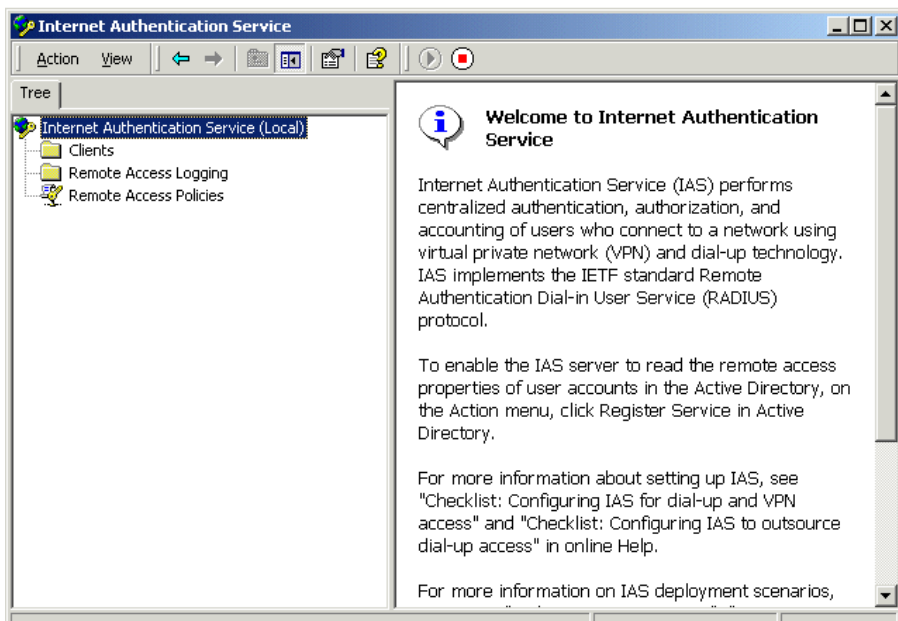 Internet Authentication Service
Action View
Tree
Internet Authentication Service (Local)
Clients
Remote Access Logging
Remote Access Policies
Welcome to Internet Authentication
Service
Internet Authentication Service (IAS) performs
centralized authentication, authorization, and
accounting of users who connect to a network using
virtual private network (VPN) and dial-up technology.
IAS implements the IETF standard Remote
Authentication Dial-in User Service (RADIUS)
protocol.
To enable the IAS server to read the remote access
properties of user accounts in the Active Directory, on
the Action menu, click Register Service in Active
Directory.
For more information about setting up IAS, see
"Checklist: Configuring IAS for dial-up and VPN
access" and "Checklist: Configuring IAS to outsource
dial-up access" in online Help.
For more information on IAS deployment scenarios,